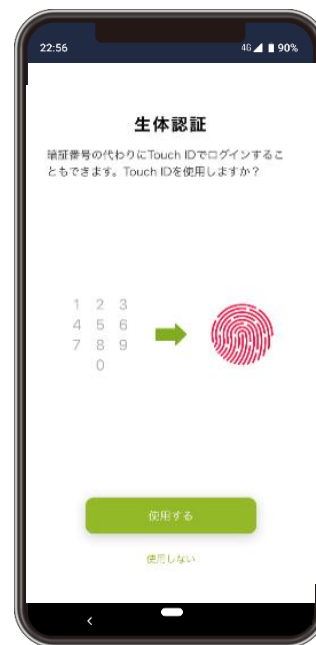 22:56 4G 90%
生体認証
暗証番号の代わりにTouch IDでログインするこ
ともできます。Touch IDを使用しますか？
1 2 3
4 5 6
7 8 9
0
使用する
使用しない